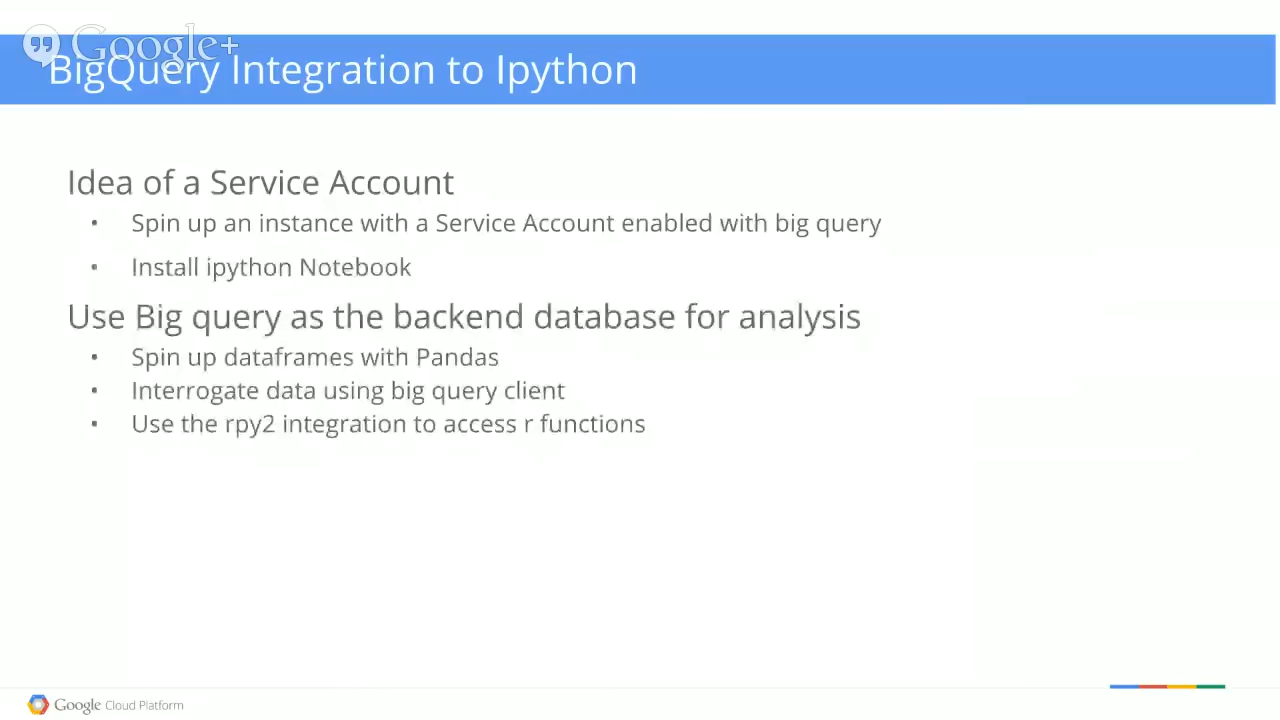 Google+
BigQuery Integration to Ipython
Idea of a Service Account
• Spin up an instance with a Service Account enabled with big query
• Install ipython Notebook
Use Big query as the backend database for analysis
• Spin up dataframes with Pandas
• Interrogate data using big query client
• Use the rpy2 integration to access r functions
Google Cloud Platform